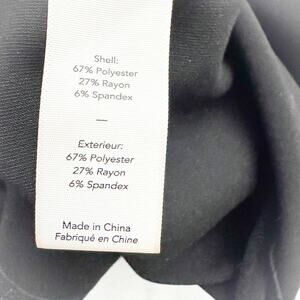 Shell:
67% Polyester
27% Rayon
6% Spandex
—
Exterieur:
67% Polyester
27% Rayon
6% Spandex
Made in China
Fabriqué en Chine